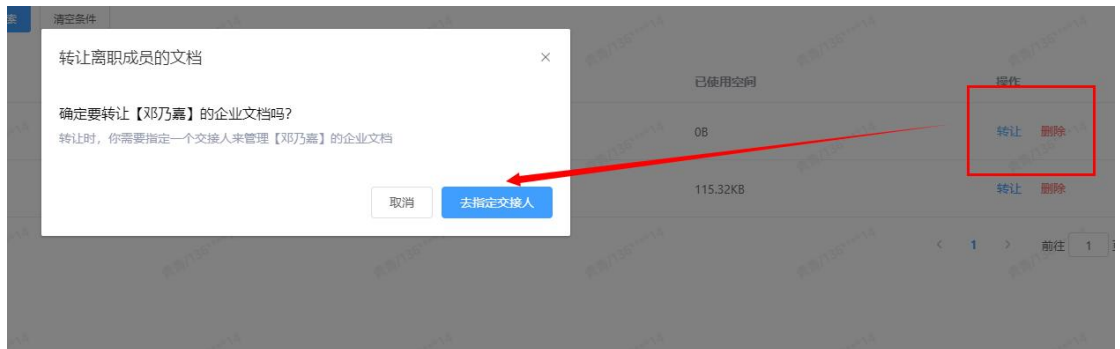 清空条件
转让离职成员的文档
已使用空间
操作
确定要转让【邓乃嘉】的企业文档吗?
转让时，你需要指定一个交接人来管理【邓乃嘉】的企业文档
0B
转让 删除
取消 去指定交接人
115.32KB
转让 删除
1 前往 1